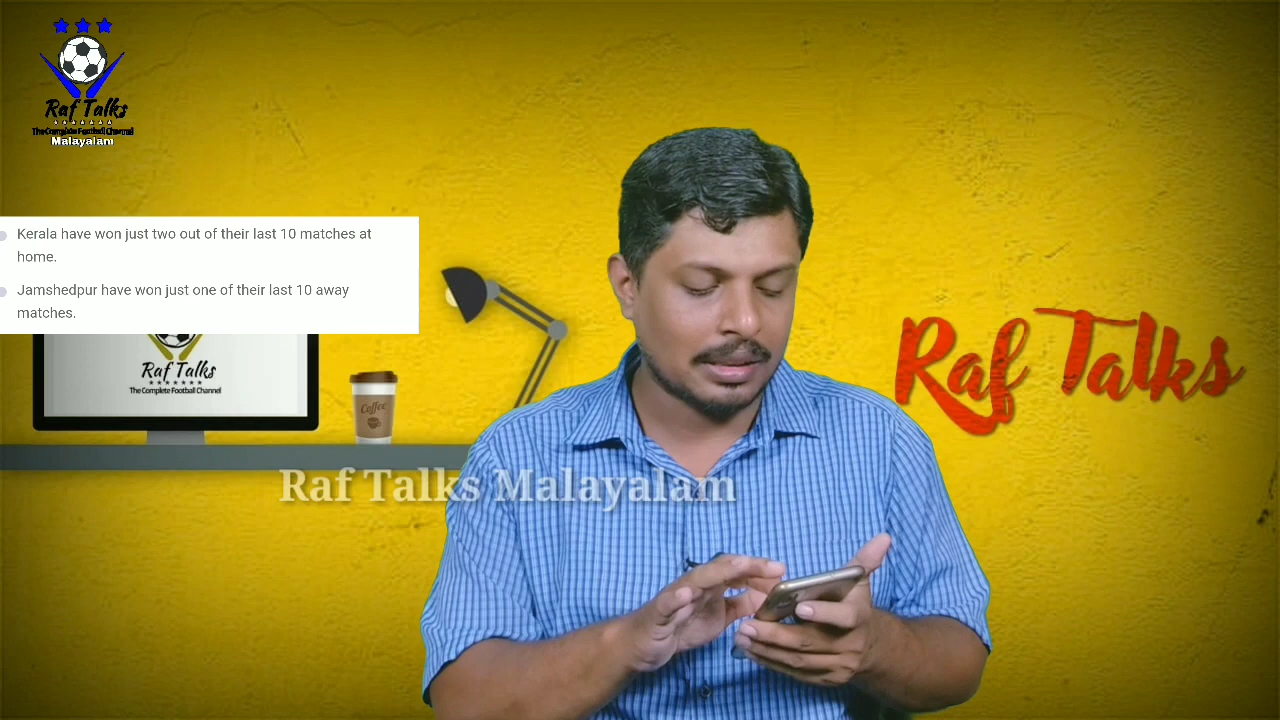 Raf Talks
The Complete Football Channel
Malayalam
Kerala have won just two out of their last 10 matches at
home.
Jamshedpur have won just one of their last 10 away
matches.
Raf Talks
The Complete Football Channel
Coffee
Raf Talks
Raf Talks Malayalam